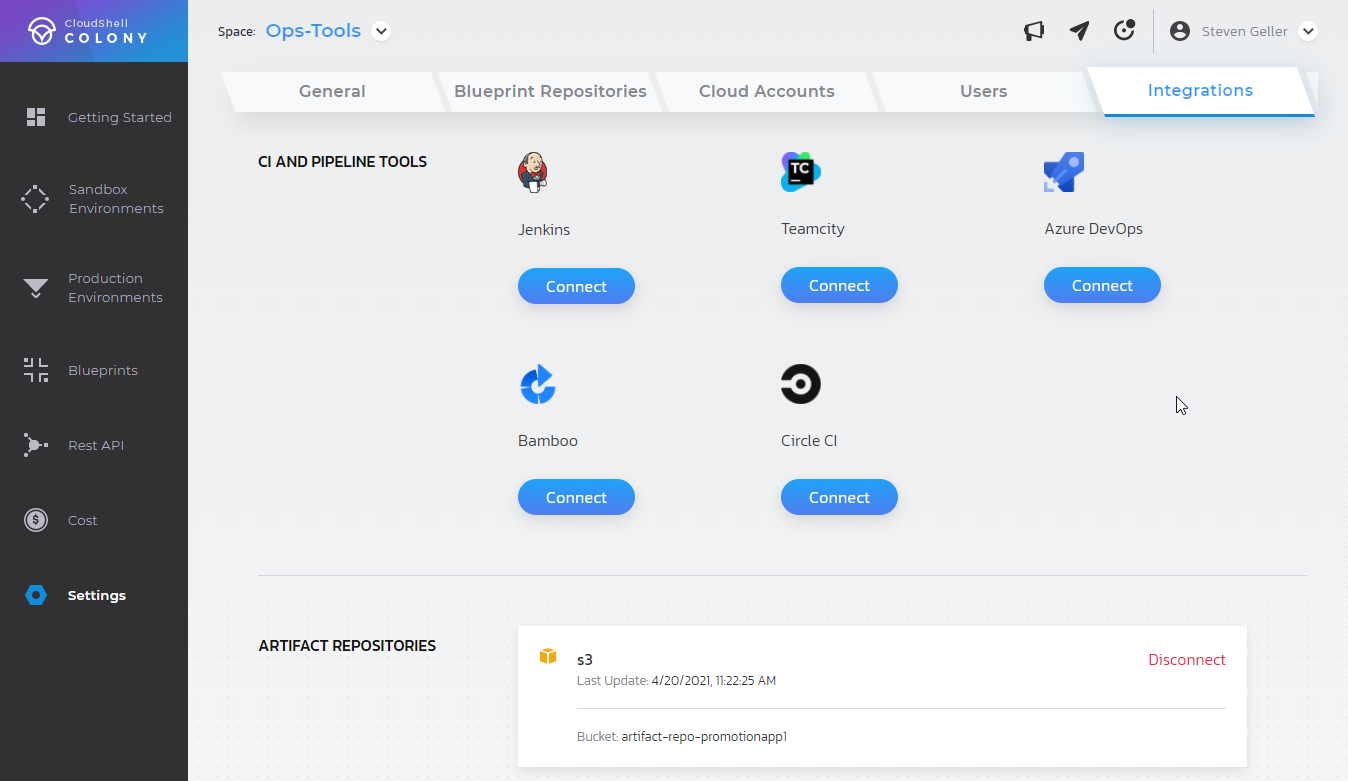 CloudShell
COLONY
Space: Ops-Tools
Steven Geller
Getting Started
Sandbox
Environments
Production
Environments
Blueprints
Rest API
Cost
Settings
General
Blueprint Repositories
Cloud Accounts
Users
Integrations
CI AND PIPELINE TOOLS
Jenkins
Connect
TC
Teamcity
Connect
Azure DevOps
Connect
Bamboo
Connect
Circle CI
Connect
ARTIFACT REPOSITORIES
s3
Disconnect
Last Update: 4/20/2021, 11:22:25 AM
Bucket: artifact-repo-promotionapp1